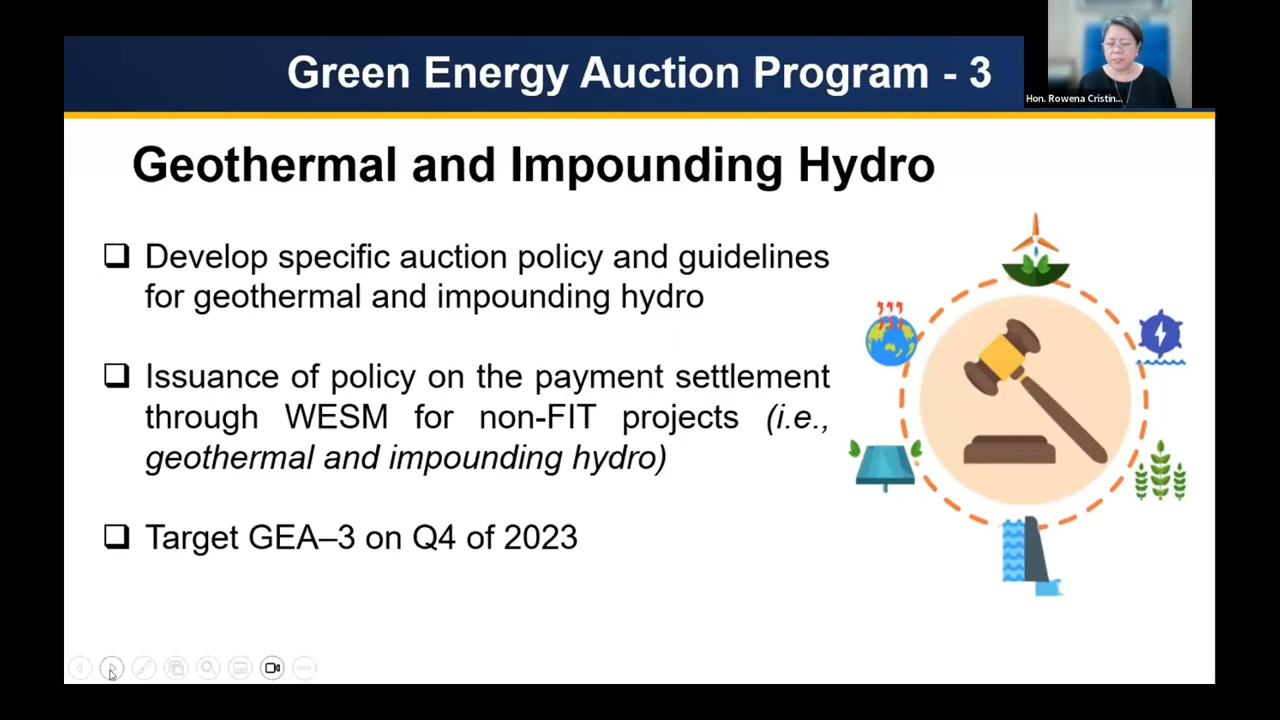 Green Energy Auction Program - 3
Hon. Rowena Cristin...
Geothermal and Impounding Hydro
❑ Develop specific auction policy and guidelines
for geothermal and impounding hydro
❑ Issuance of policy on the payment settlement
through WESM for non-FIT projects (i.e.,
geothermal and impounding hydro)
❑ Target GEA–3 on Q4 of 2023